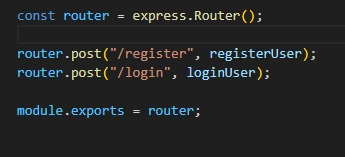 const router = express.Router();
router.post("/register", registerUser);
router.post("/login", loginUser);
module.exports = router;